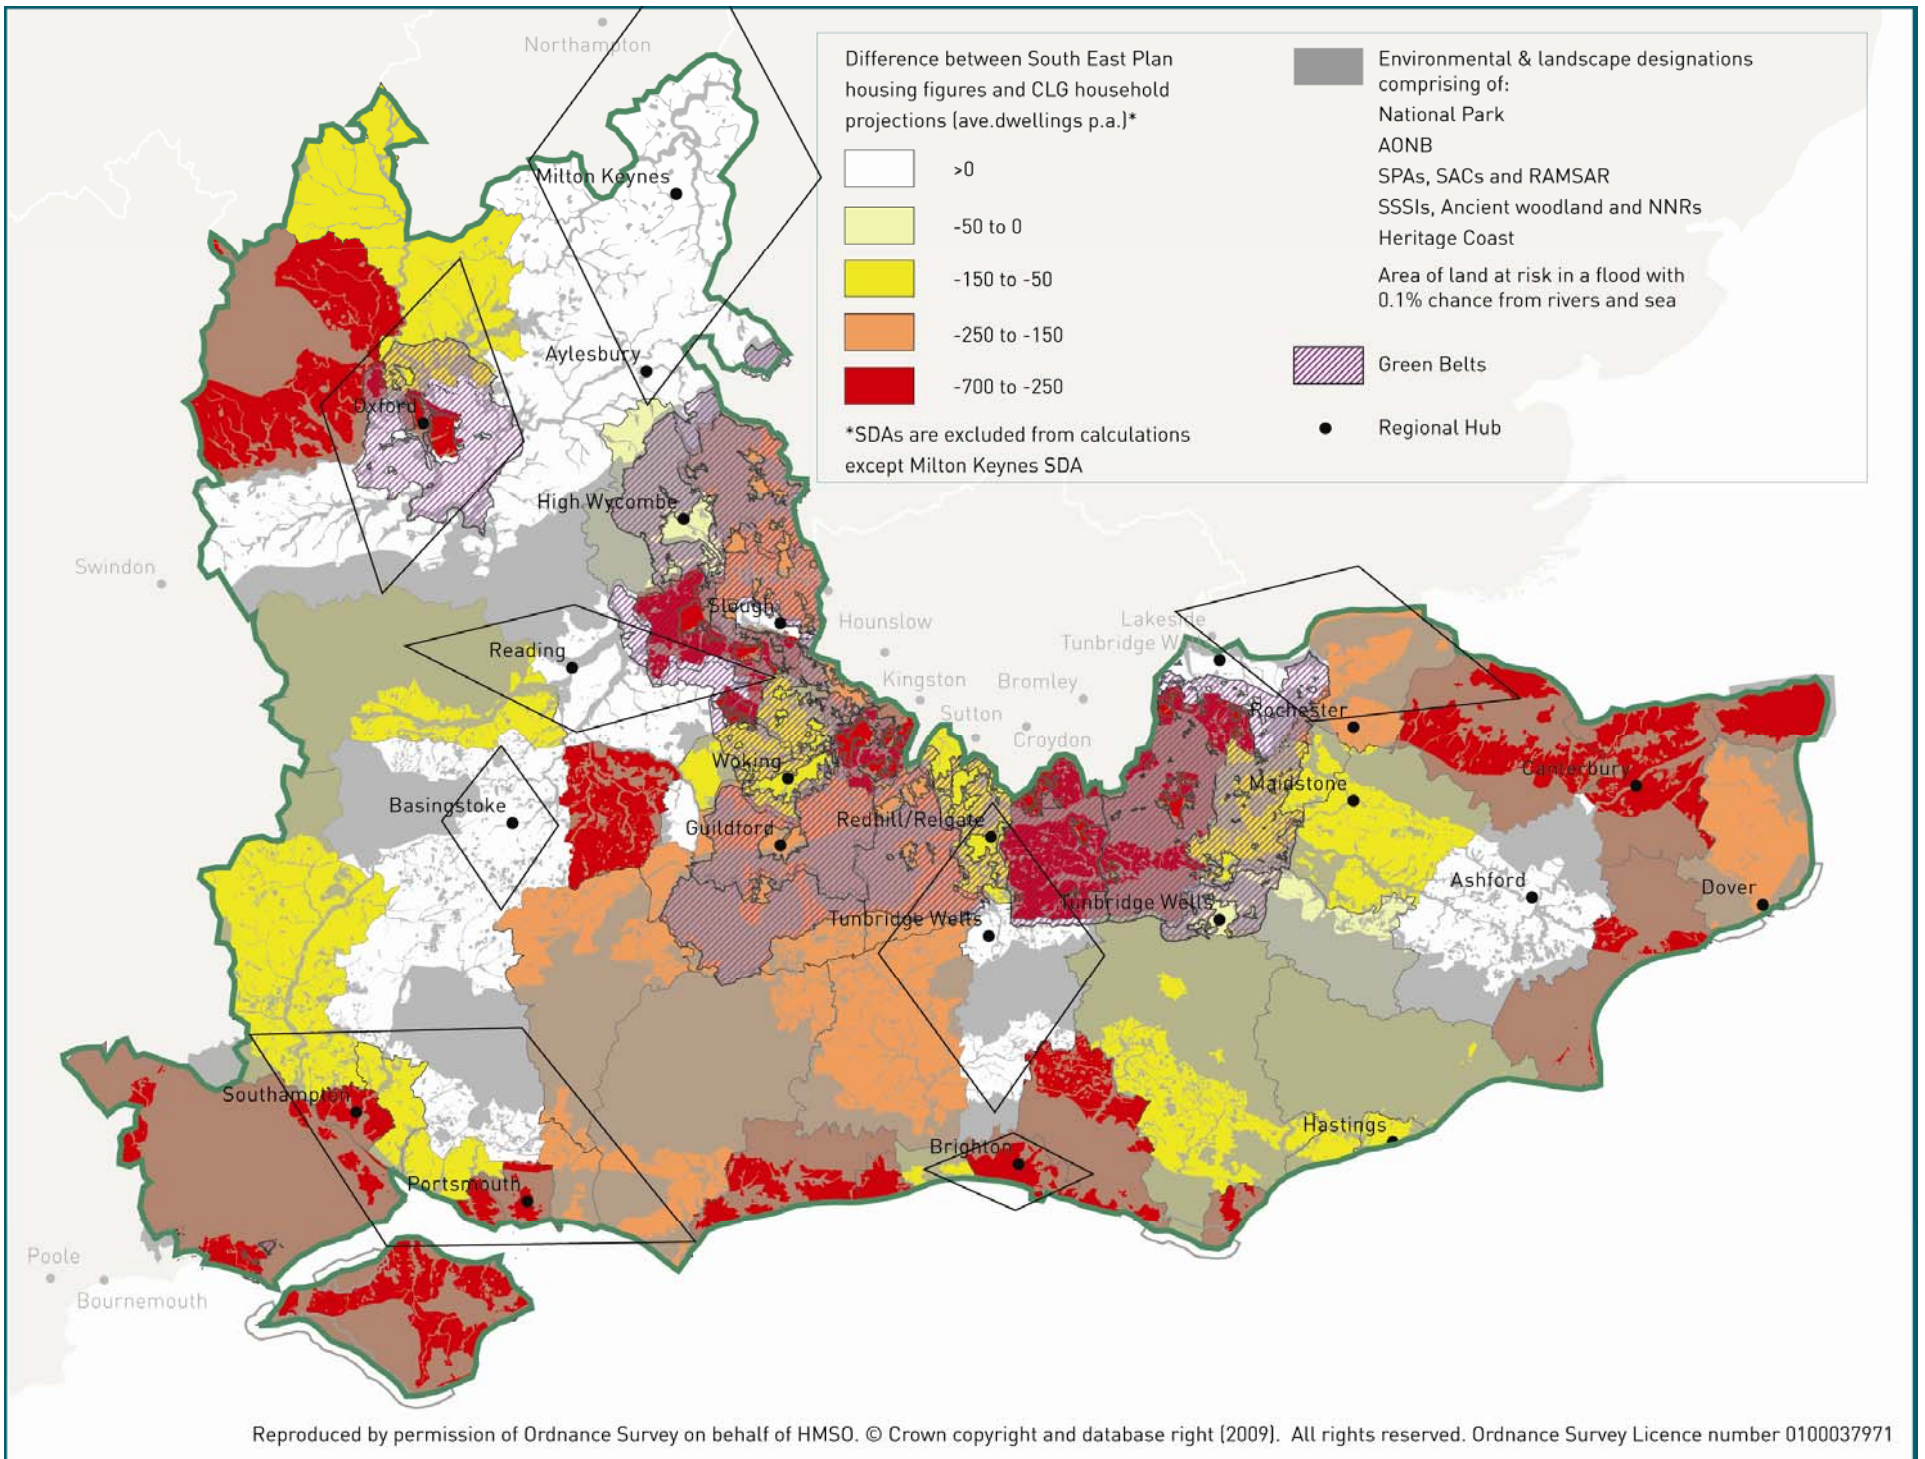 Northampton
Milton Keynes
Aylesbury
Oxford
High Wycombe
Swindon
Slough
Reading
Hounslow
Kingston
Bromley
Sutton
Croydon
Lakeside
Tunbridge W
Rochester
Woking
Maidstone
Canterbury
Basingstoke
Guildford
Redhill/Reigate
Ashford
Dover
Tunbridge Wells
Tunbridge Wells
Southampton
Hastings
Brighton
Portsmouth
Poole
Bournemouth
Difference between South East Plan
housing figures and CLG household
projections (ave.dwellings p.a.)*
>0
-50 to 0
-150 to -50
-250 to -150
-700 to -250
*SDAs are excluded from calculations
except Milton Keynes SDA
Environmental & landscape designations
comprising of:
National Park
AONB
SPAs, SACs and RAMSAR
SSSIs, Ancient woodland and NNRs
Heritage Coast
Area of land at risk in a flood with
0.1% chance from rivers and sea
Green Belts
Regional Hub
Reproduced by permission of Ordnance Survey on behalf of HMSO. © Crown copyright and database right (2009). All rights reserved. Ordnance Survey Licence number 0100037971